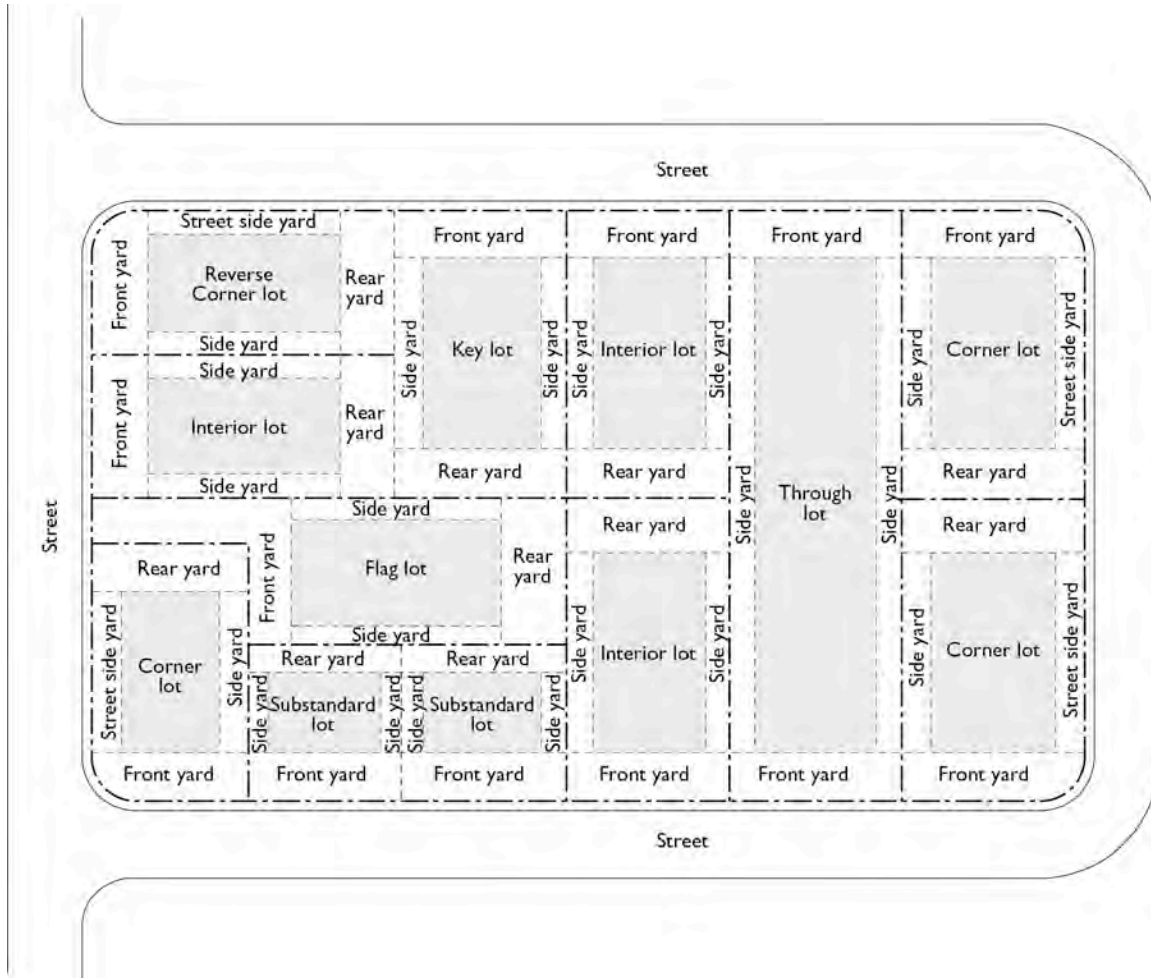 Street
Street side yard
Front yard
Front yard
Front yard
Front yard
Front yard
Reverse
Corner lot
Rear
yard
Side yard
Side yard
Key lot
Side yard
Side yard
Interior lot
Side yard
Side yard
Corner lot
Street side yard
Side yard
Front yard
Interior lot
Rear
yard
Side yard
Rear yard
Rear yard
Rear yard
Street
Side yard
Through
lot
Side yard
Side yard
Rear yard
Rear yard
Front yard
Flag lot
Rear
yard
Side yard
Rear yard
Street side yard
Corner
lot
Side yard
Rear yard
Rear yard
Side yard
Substandard
lot
Side yard
Side yard
Substandard
lot
Side yard
Side yard
Interior lot
Side yard
Side yard
Corner lot
Street side yard
Front yard
Front yard
Front yard
Front yard
Front yard
Front yard
Street